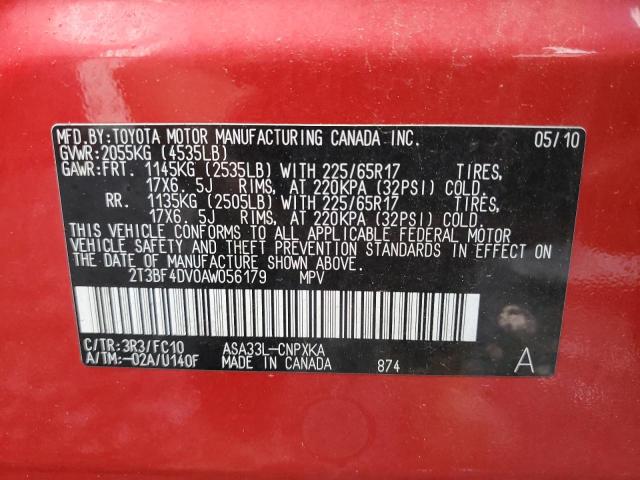 MFD.BY:TOYOTA MOTOR MANUFACTURING CANADA INC. 05/10
GVWR:2055KG (4535LB)
GAWR:FRT. 1145KG (2535LB) WITH 225/65R17 TIRES,
17X6.5J RIMS, AT 220KPA (32PSI) COLD.
RR. 1135KG (2505LB) WITH 225/65R17 TIRES,
17X6.5J RIMS, AT 220KPA (32PSI) COLD.
THIS VEHICLE CONFORMS TO ALL APPLICABLE FEDERAL MOTOR
VEHICLE SAFETY AND THEFT PREVENTION STANDARDS IN EFFECT ON
THE DATE OF MANUFACTURE SHOWN ABOVE.
2T3BF4DV0AW056179 MPV
C/TR:3R3/FC10 ASA33L-CNPXKA
A/TM:-02A/U140F MADE IN CANADA 874 A